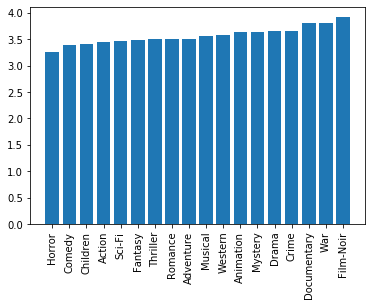 4.0
3.5
3.0
2.5
2.0
1.5
1.0
0.5
0.0
Horror
Comedy
Children
Action
Sci-Fi
Fantasy
Thriller
Romance
Adventure
Musical
Western
Animation
Mystery
Drama
Crime
Documentary
War
Film-Noir